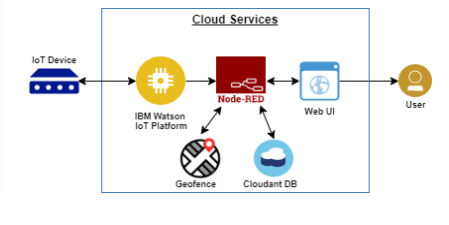 Cloud Services
IoT Device
IBM Watson
IoT Platform
Node-RED
Web UI
User
Geofence
Cloudant DB